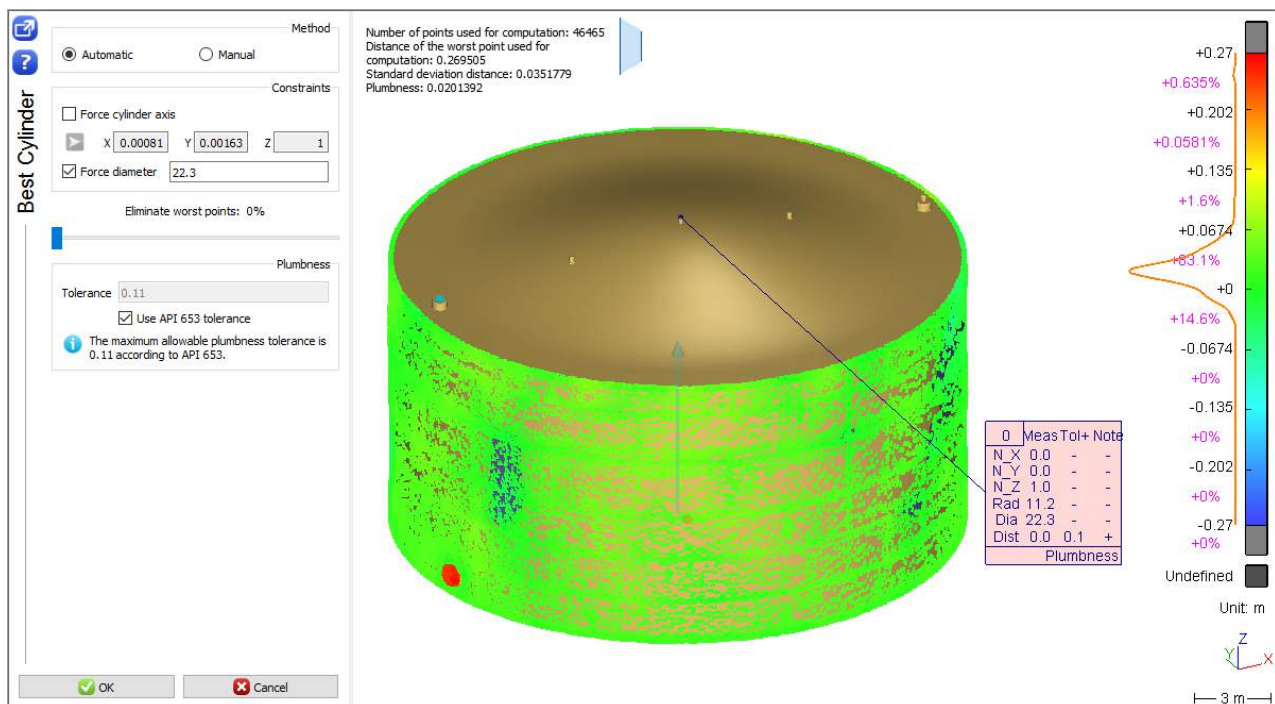 Best Cylinder
Method
Automatic
Manual
Constraints
Force cylinder axis
X 0.00081 Y 0.00163 Z 1
Force diameter 22.3
Eliminate worst points: 0%
Plumbness
Tolerance 0.11
Use API 653 tolerance
The maximum allowable plumbness tolerance is
0.11 according to API 653.
OK
Cancel
Number of points used for computation: 46465
Distance of the worst point used for
computation: 0.269505
Standard deviation distance: 0.0351779
Plumbness: 0.0201392
0 Meas Tol+ Note
N_X 0.0 - -
N_Y 0.0 - -
N_Z 1.0 - -
Rad 11.2 - -
Dia 22.3 - -
Dist 0.0 0.1 +
Plumbness
+0.27
+0.635%
+0.202
+0.0581%
+0.135
+1.6%
+0.0674
+83.1%
+0
+14.6%
-0.0674
+0%
-0.135
+0%
-0.202
+0%
-0.27
+0%
Undefined
Unit: m
Z
Y
X
3 m